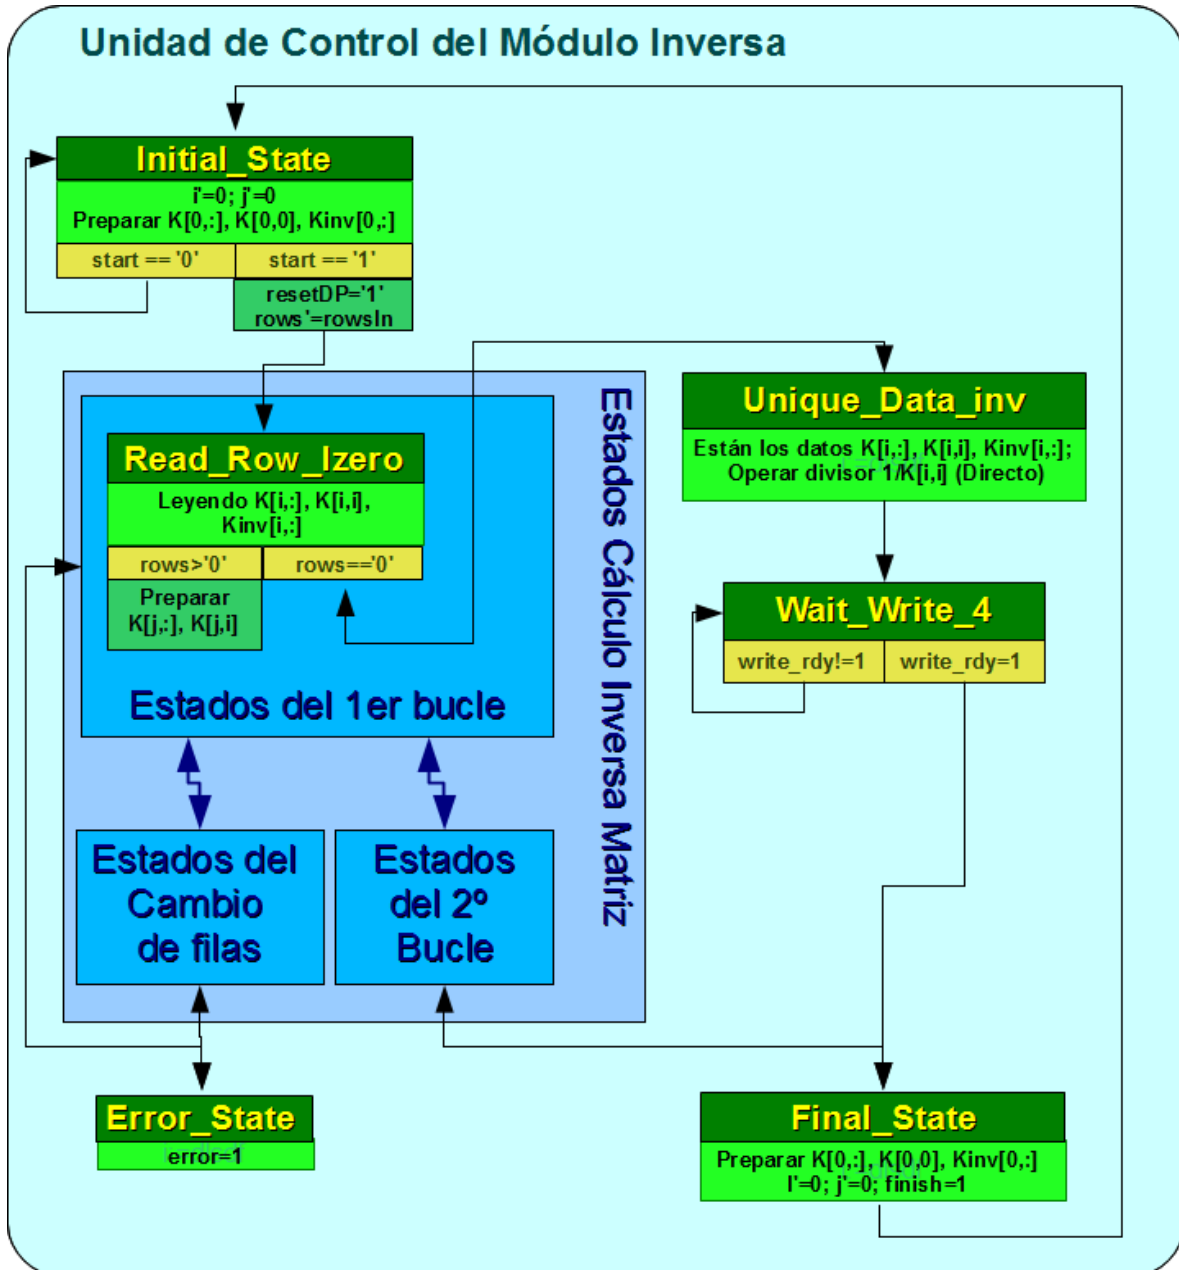 Unidad de Control del Módulo Inversa
Initial_State
i'=0; j'=0
Preparar K[0,:], K[0,0], Kinv[0,:]
start == '0'
start == '1'
resetDP='1'
rows'=rowsIn
Estados Cálculo Inversa Matriz
Read_Row_Izero
Leyendo K[i,:], K[i,i],
Kinv[i,:]
rows>'0'
rows=='0'
Preparar
K[j,:], K[j,i]
Estados del 1er bucle
Estados del
Cambio
de filas
Estados
del 2º
Bucle
Unique_Data_inv
Están los datos K[i,:], K[i,i], Kinv[i,:];
Operar divisor 1/K[i,i] (Directo)
Wait_Write_4
write_rdy!=1
write_rdy=1
Error_State
error=1
Final_State
Preparar K[0,:], K[0,0], Kinv[0,:]
I'=0; j'=0; finish=1